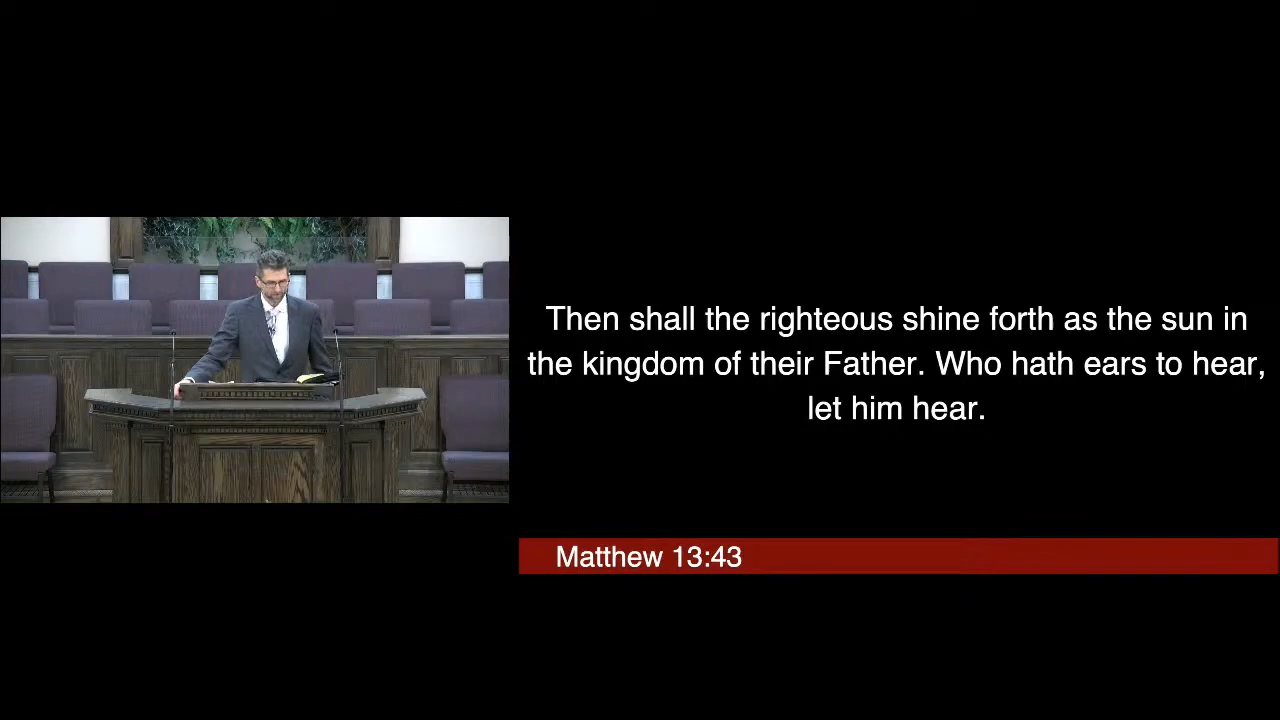 Then shall the righteous shine forth as the sun in
the kingdom of their Father. Who hath ears to hear,
let him hear.
Matthew 13:43